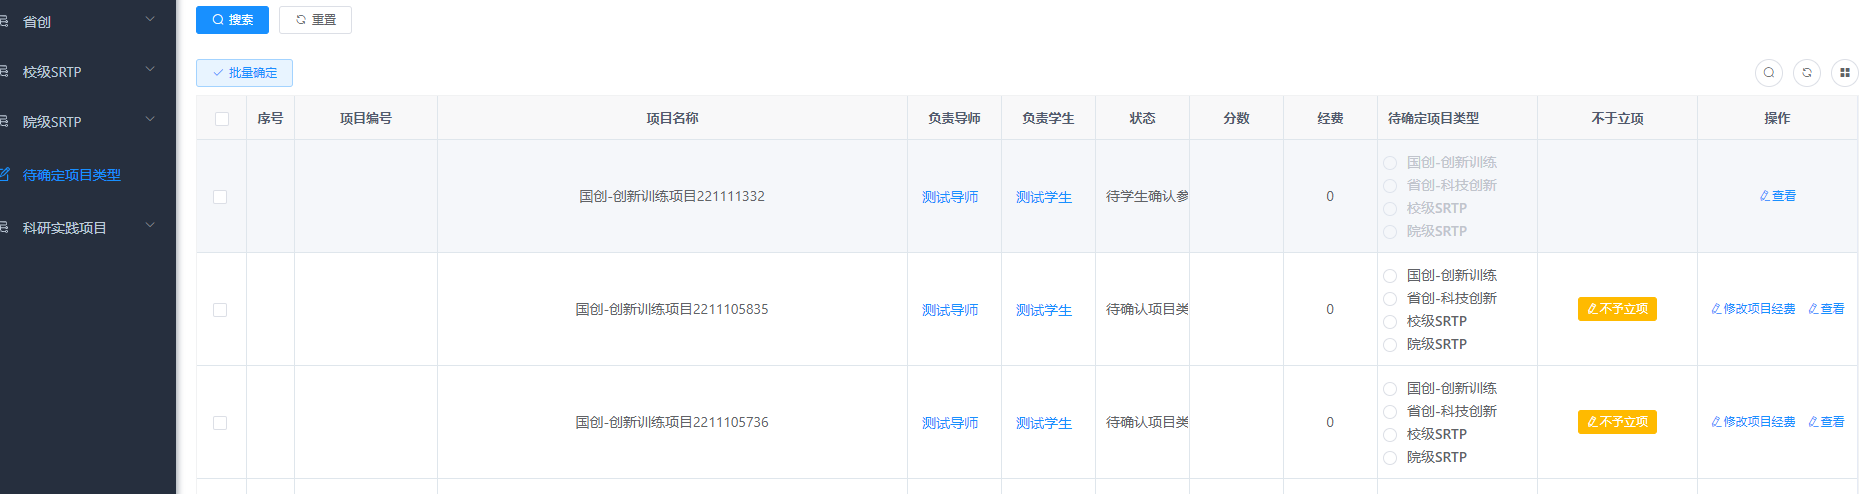 省创
校级SRTP
院级SRTP
待确定项目类型
科研实践项目
搜索 重置
批量确定
序号 项目编号 项目名称 负责导师 负责学生 状态 分数 经费 待确定项目类型 不于立项 操作
国创-创新训练项目221111332 测试导师 测试学生 待学生确认参 0
国创-创新训练
省创-科技创新
校级SRTP
院级SRTP
查看
国创-创新训练项目2211105835 测试导师 测试学生 待确认项目类 0
国创-创新训练
省创-科技创新
校级SRTP
院级SRTP
不予立项 修改项目经费 查看
国创-创新训练项目2211105736 测试导师 测试学生 待确认项目类 0
国创-创新训练
省创-科技创新
校级SRTP
院级SRTP
不予立项 修改项目经费 查看